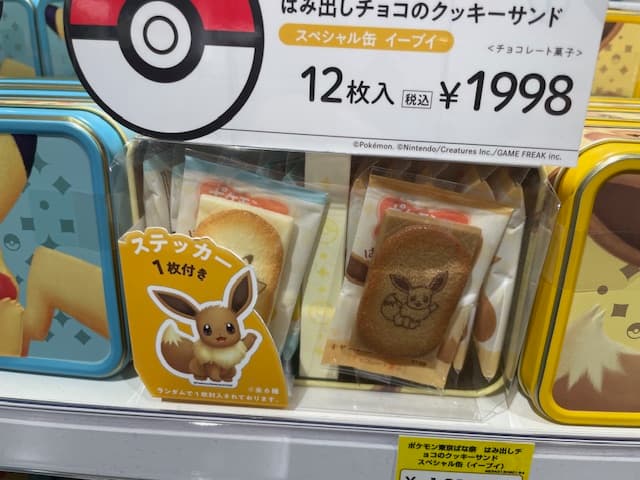 はみ出しチョコのクッキーサンド
スペシャル缶 イーブイ~
<チョコレート菓子>
12枚入 税込 ¥1998
©Pokémon. ©Nintendo/Creatures Inc./GAME FREAK inc.
ステッカー
1枚付き
※全6種
ランダムで1枚封入されております。
ポケモン東京ばな奈 はみ出しチ
ョコのクッキーサンド
スペシャル缶(イーブイ)